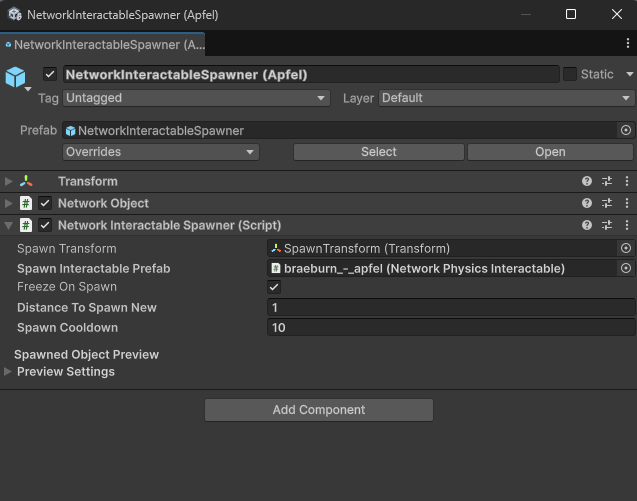 NetworkInteractableSpawner (Apfel)
NetworkInteractableSpawner (A...
NetworkInteractableSpawner (Apfel) Static
Tag Untagged Layer Default
Prefab NetworkInteractableSpawner
Overrides Select Open
Transform
# Network Object
# Network Interactable Spawner (Script)
Spawn Transform SpawnTransform (Transform)
Spawn Interactable Prefab # braeburn_-_apfel (Network Physics Interactable)
Freeze On Spawn
Distance To Spawn New 1
Spawn Cooldown 10
Spawned Object Preview
Preview Settings
Add Component